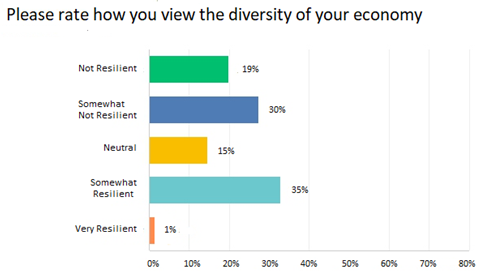 Please rate how you view the diversity of your economy
Not Resilient
19%
Somewhat
Not Resilient
30%
Neutral
15%
Somewhat
Resilient
35%
Very Resilient
1%
0% 10% 20% 30% 40% 50% 60% 70% 80%